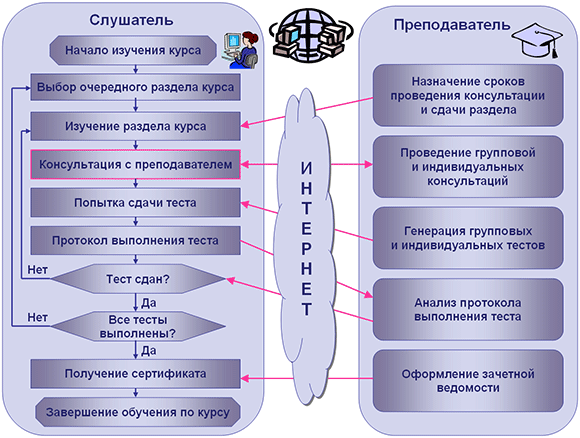 Слушатель
Начало изучения курса
Выбор очередного раздела курса
Изучение раздела курса
Консультация с преподавателем
Попытка сдачи теста
Протокол выполнения теста
Нет
Тест сдан?
Да
Нет
Все тесты
выполнены?
Да
Получение сертификата
Завершение обучения по курсу
ИНТЕРНЕТ
Преподаватель
Назначение сроков
проведения консультации
и сдачи раздела
Проведение групповой
и индивидуальных
консультаций
Генерация групповых
и индивидуальных тестов
Анализ протокола
выполнения теста
Оформление зачетной
ведомости